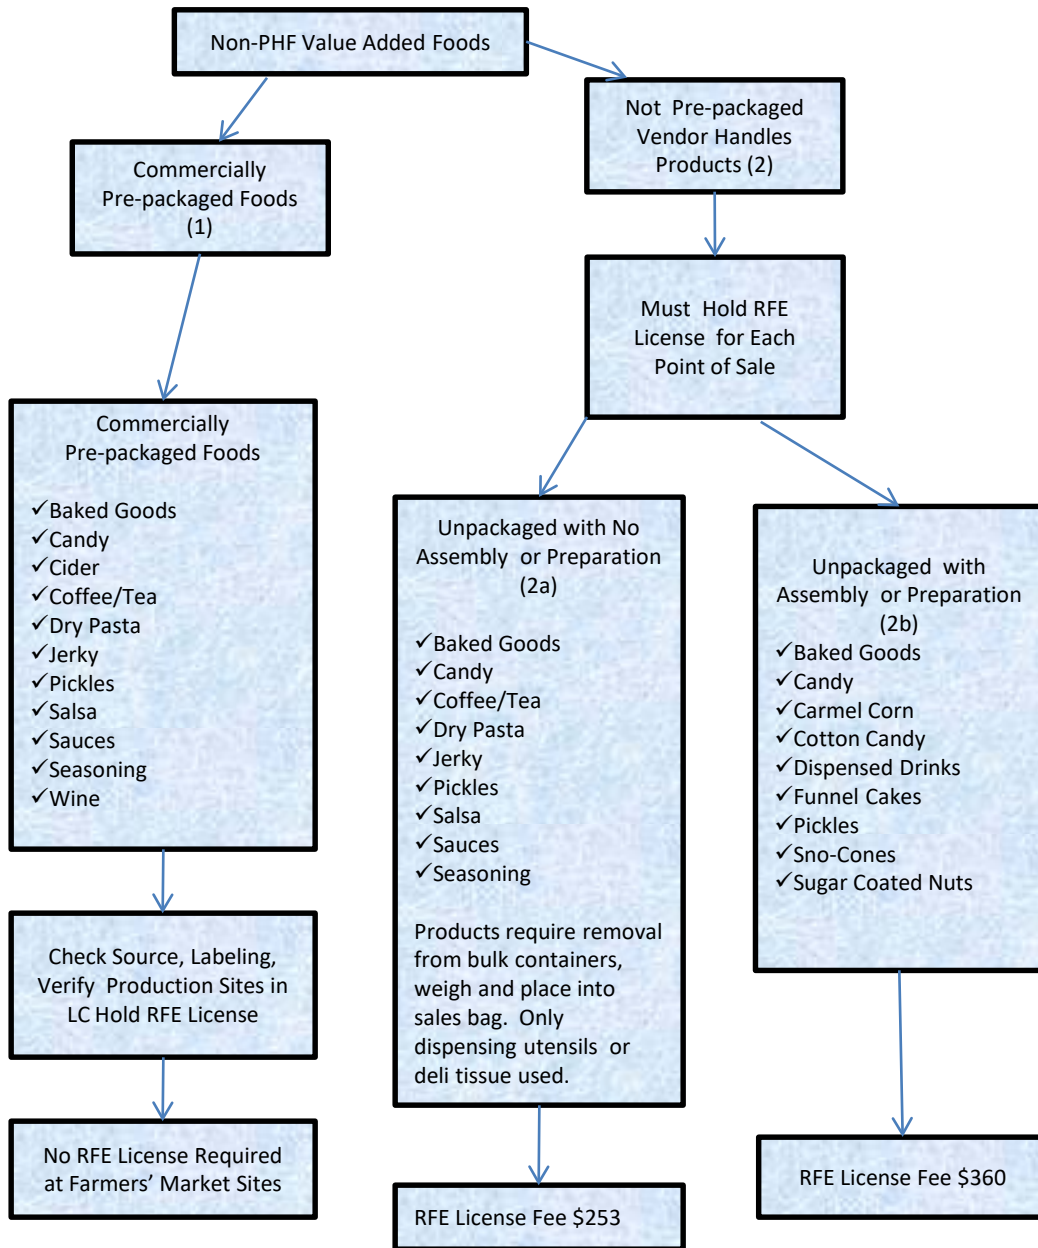 Non-PHF Value Added Foods
Not Pre-packaged
Vendor Handles
Products (2)
Commercially
Pre-packaged Foods
(1)
Must Hold RFE
License for Each
Point of Sale
Commercially
Pre-packaged Foods
✓Baked Goods
✓Candy
✓Cider
✓Coffee/Tea
✓Dry Pasta
✓Jerky
✓Pickles
✓Salsa
✓Sauces
✓Seasoning
✓Wine
Unpackaged with No
Assembly or Preparation
(2a)
✓Baked Goods
✓Candy
✓Coffee/Tea
✓Dry Pasta
✓Jerky
✓Pickles
✓Salsa
✓Sauces
✓Seasoning
Products require removal
from bulk containers,
weigh and place into
sales bag. Only
dispensing utensils or
deli tissue used.
Unpackaged with
Assembly or Preparation
(2b)
✓Baked Goods
✓Candy
✓Carmel Corn
✓Cotton Candy
✓Dispensed Drinks
✓Funnel Cakes
✓Pickles
✓Sno-Cones
✓Sugar Coated Nuts
Check Source, Labeling,
Verify Production Sites in
LC Hold RFE License
No RFE License Required
at Farmers’ Market Sites
RFE License Fee $253
RFE License Fee $360